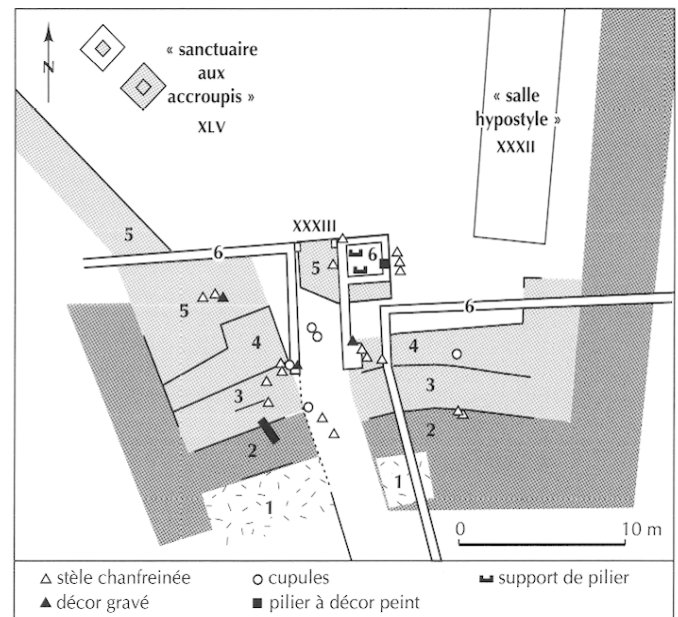 N
« sanctuaire
aux
accroupis »
XLV
« salle
hypostyle »
XXXII
XXXIII
5
6
5
6
6
5
4
4
3
3
2
2
1
1
0 10 m
stèle chanfreinée
cupules
support de pilier
décor gravé
pilier à décor peint